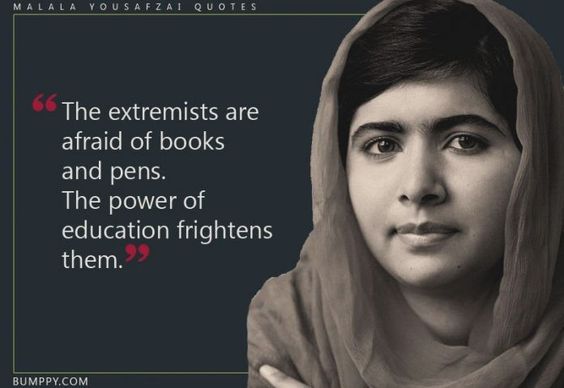 MALALA YOUSAFZAI QUOTES
“The extremists are
afraid of books
and pens.
The power of
education frightens
them.”
BUMPPY.COM